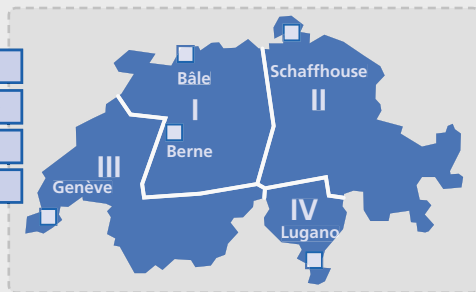 Schaffhouse
Bâle
II
I
Berne
III
Genève
IV
Lugano